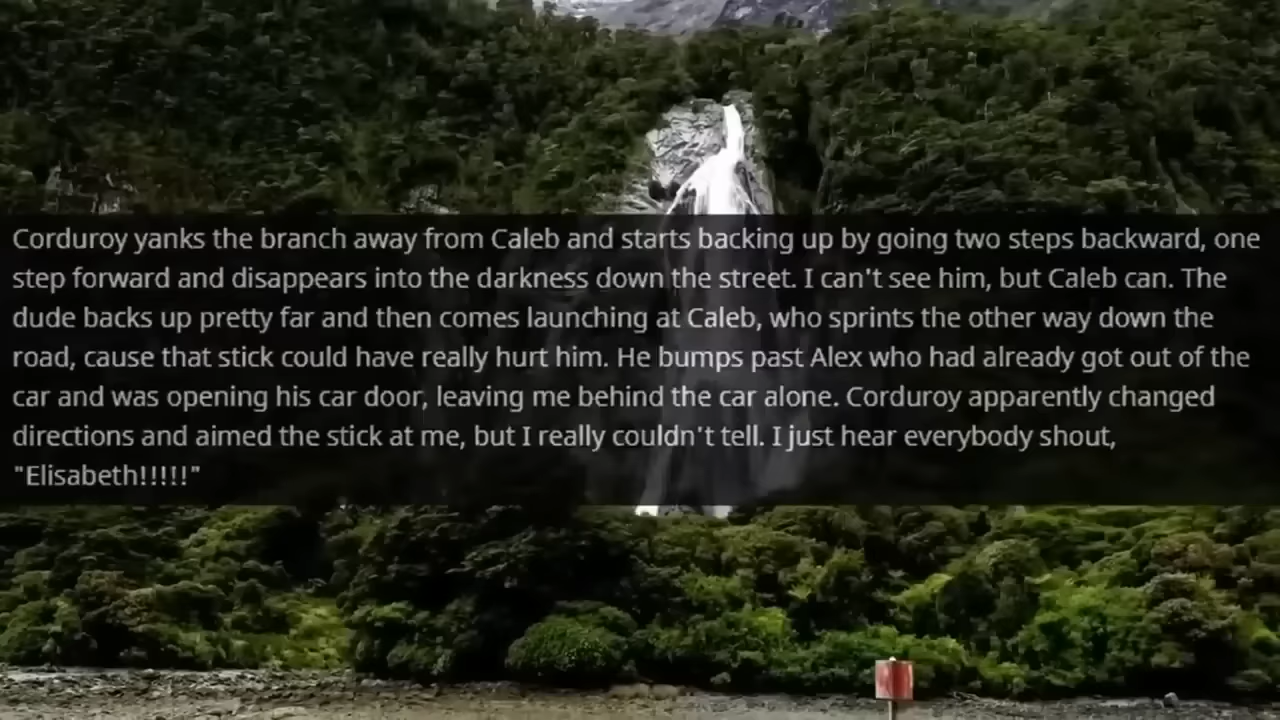 Corduroy yanks the branch away from Caleb and starts backing up by going two steps backward, one
step forward and disappears into the darkness down the street. I can't see him, but Caleb can. The
dude backs up pretty far and then comes launching at Caleb, who sprints the other way down the
road, cause that stick could have really hurt him. He bumps past Alex who had already got out of the
car and was opening his car door, leaving me behind the car alone. Corduroy apparently changed
directions and aimed the stick at me, but I really couldn't tell. I just hear everybody shout,
"Elisabeth!!!!!"